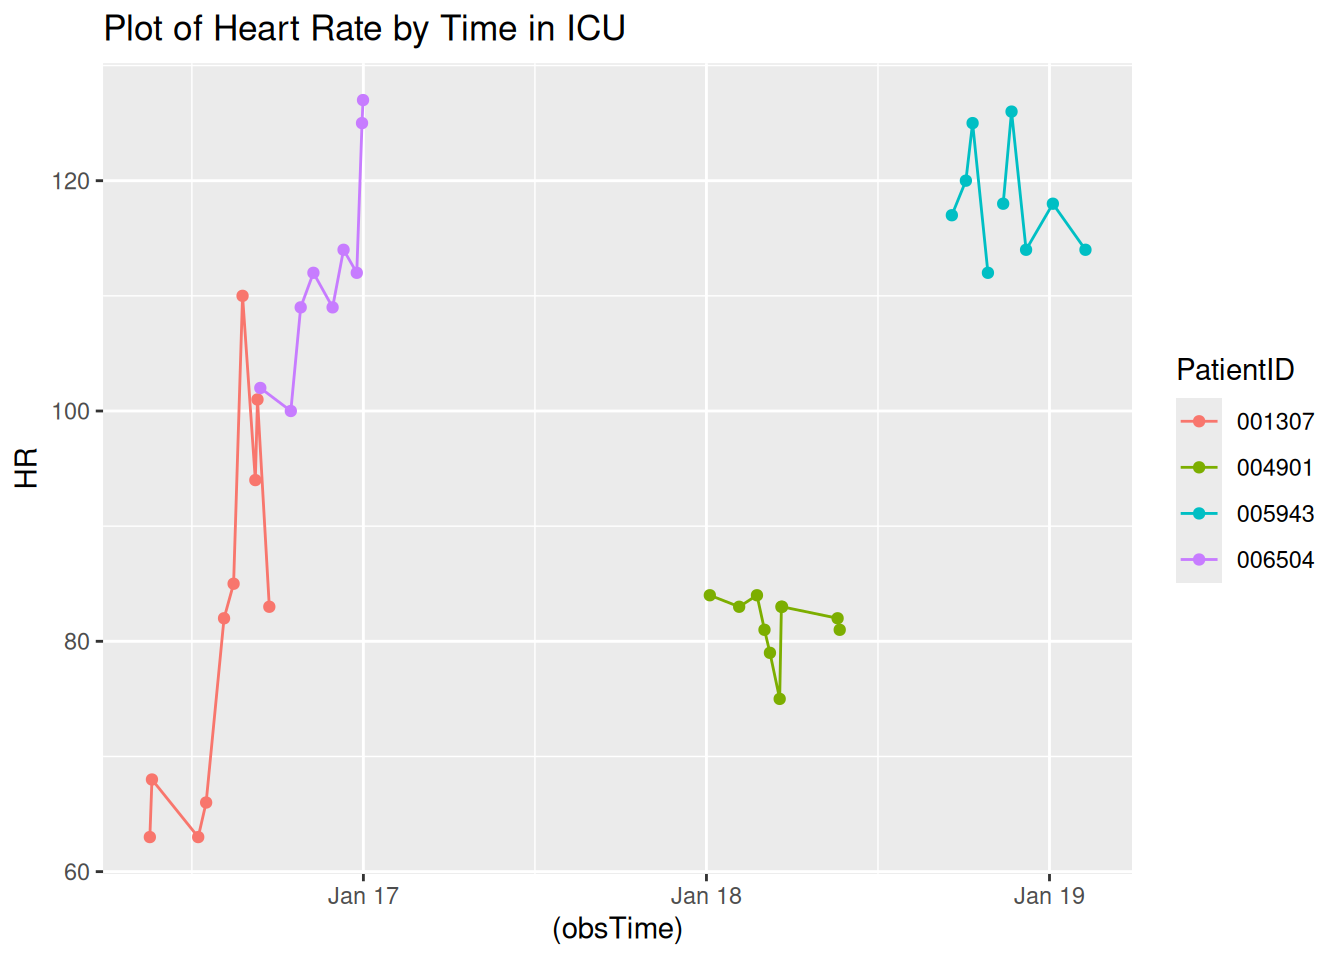 Plot of Heart Rate by Time in ICU
HR
120
100
80
60
Jan 17
Jan 18
Jan 19
(obsTime)
PatientID
001307
004901
005943
006504